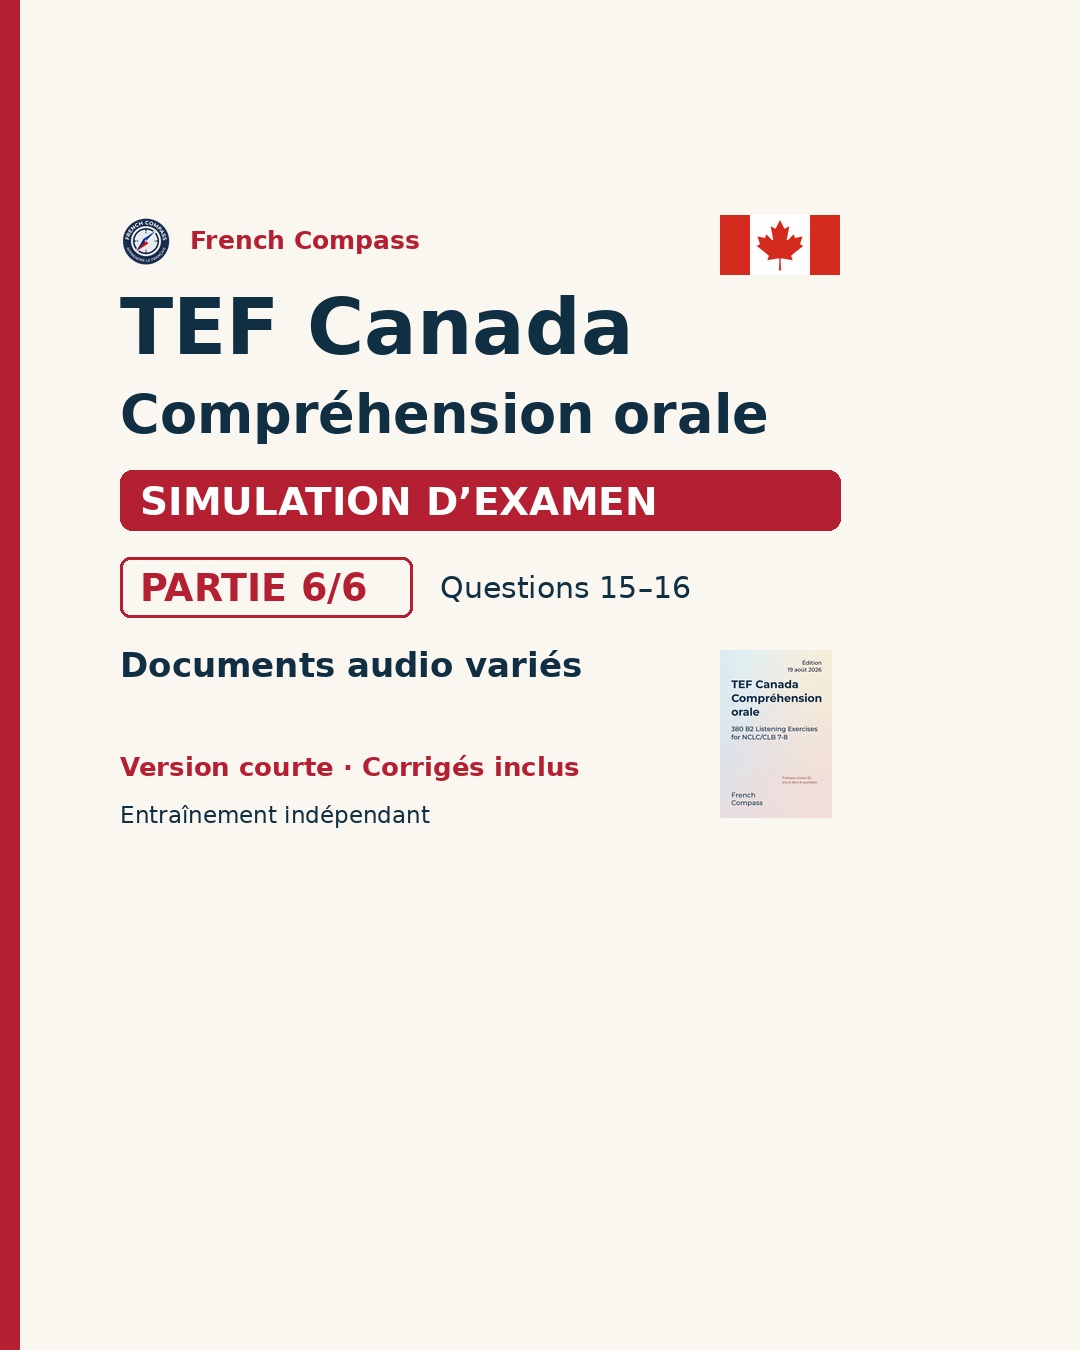 FRENCH COMPASS
French Compass
TEF Canada
Compréhension orale
SIMULATION D’EXAMEN
PARTIE 6/6
Questions 15–16
Documents audio variés
Version courte · Corrigés inclus
Entraînement indépendant
Édition
19 août 2026
TEF Canada
Compréhension
orale
380 B2 Listening Exercises
for NCLC/CLB 7-8
French
Compass